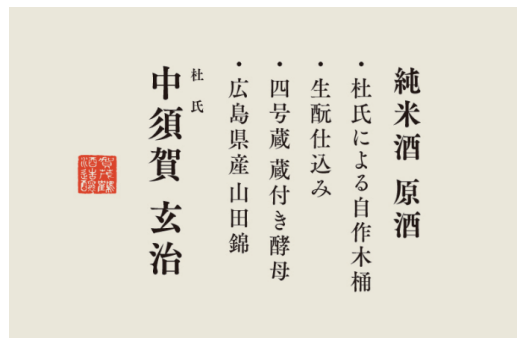 純米酒 原酒
・杜氏による自作木桶
・生酛仕込み
・四号蔵 蔵付き酵母
・広島県産山田錦
杜氏
中須賀 玄治